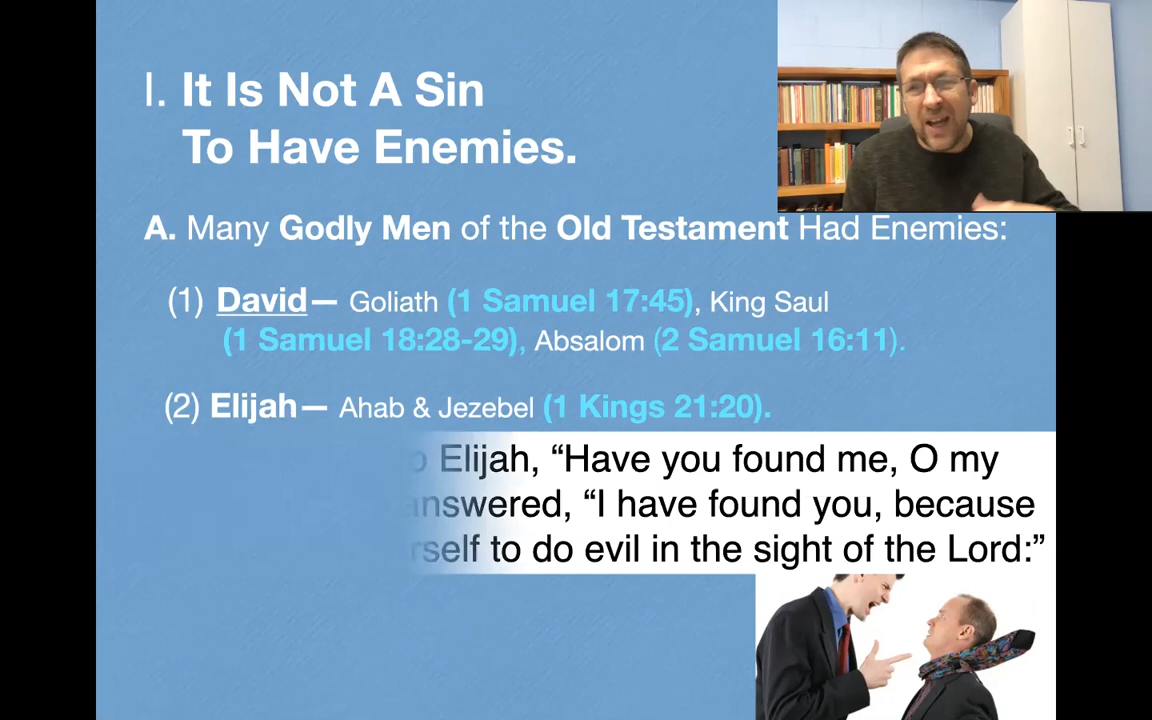 I. It Is Not A Sin
To Have Enemies.
A. Many Godly Men of the Old Testament Had Enemies:
(1) David— Goliath (1 Samuel 17:45), King Saul
(1 Samuel 18:28-29), Absalom (2 Samuel 16:11).
(2) Elijah— Ahab & Jezebel (1 Kings 21:20).
Elijah, “Have you found me, O my
answered, “I have found you, because
to do evil in the sight of the Lord:”